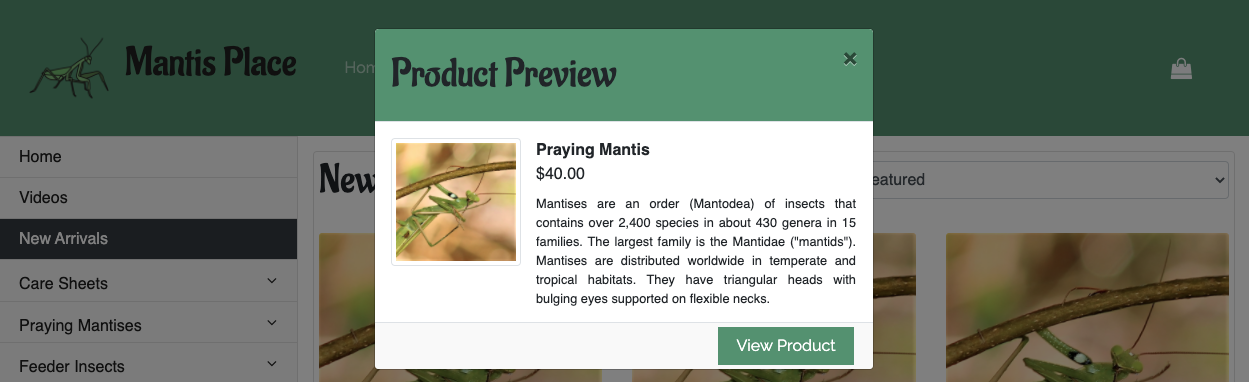 Mantis Place
Product Preview
×
Home
Videos
New Arrivals
Care Sheets
Praying Mantises
Feeder Insects
New
Praying Mantis
$40.00
Mantises are an order (Mantodea) of insects that
contains over 2,400 species in about 430 genera in 15
families. The largest family is the Mantidae ("mantids").
Mantises are distributed worldwide in temperate and
tropical habitats. They have triangular heads with
bulging eyes supported on flexible necks.
View Product